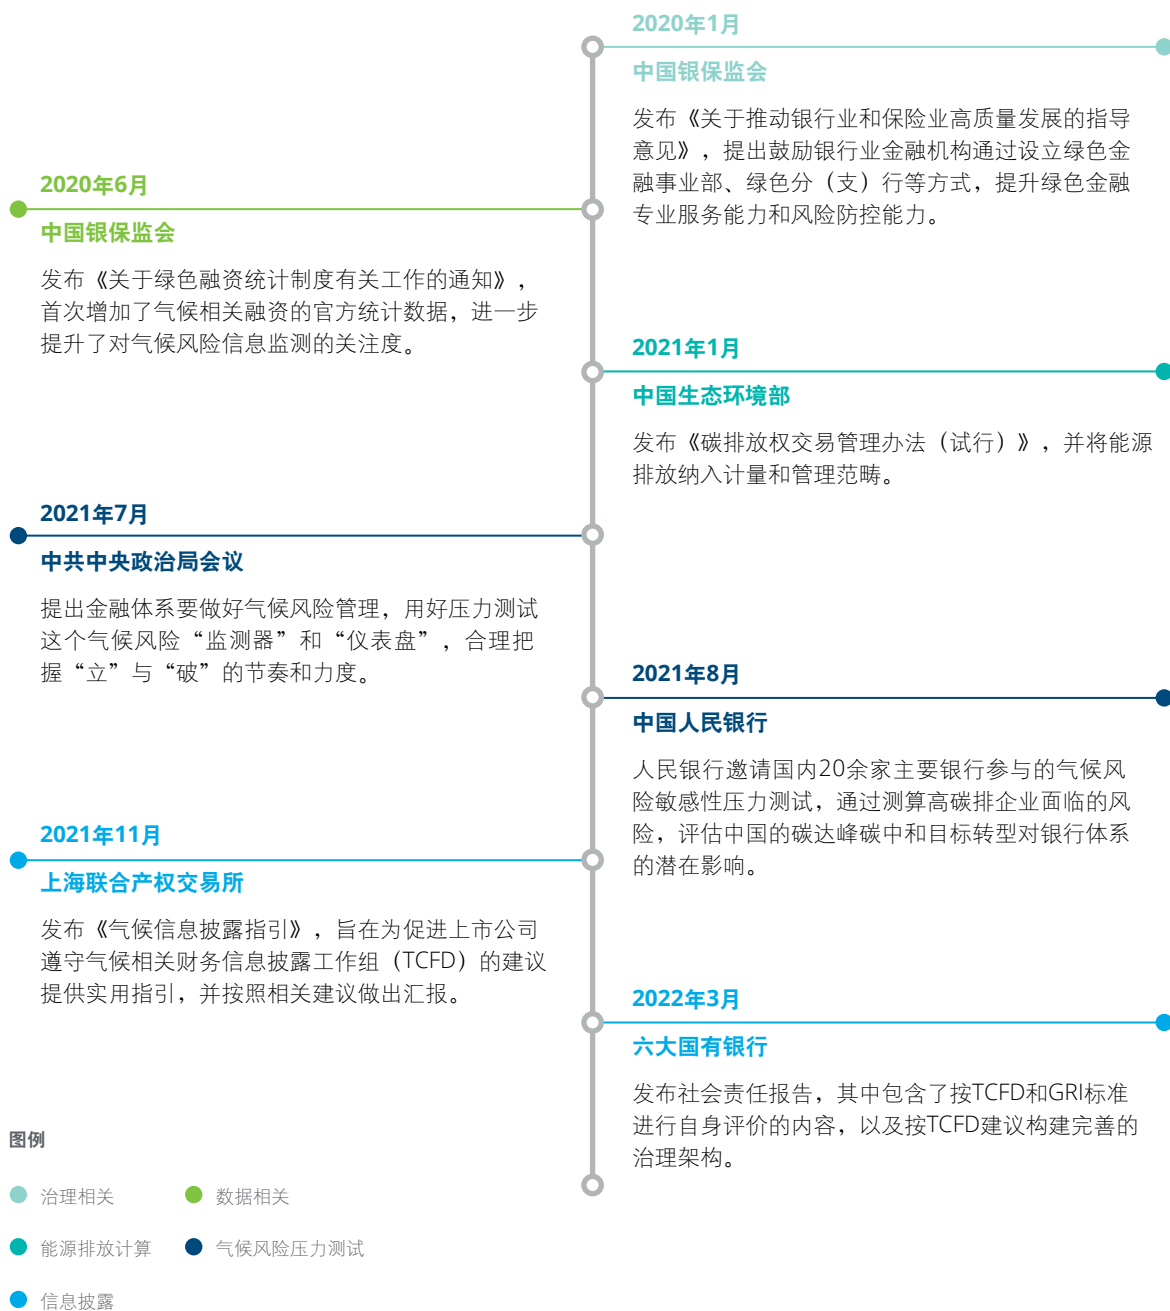 2020年1月
中国银保监会
发布《关于推动银行业和保险业高质量发展的指导
意见》，提出鼓励银行业金融机构通过设立绿色金
融事业部、绿色分（支）行等方式，提升绿色金融
专业服务能力和风险防控能力。
2020年6月
中国银保监会
发布《关于绿色融资统计制度有关工作的通知》，
首次增加了气候相关融资的官方统计数据，进一步
提升了对气候风险信息监测的关注度。
2021年1月
中国生态环境部
发布《碳排放权交易管理办法（试行）》，并将能源
排放纳入计量和管理范畴。
2021年7月
中共中央政治局会议
提出金融体系要做好气候风险管理，用好压力测试
这个气候风险“监测器”和“仪表盘”，合理把
握“立”与“破”的节奏和力度。
2021年8月
中国人民银行
人民银行邀请国内20余家主要银行参与的气候风
险敏感性压力测试，通过测算高碳排企业面临的风
险，评估中国的碳达峰碳中和目标转型对银行体系
的潜在影响。
2021年11月
上海联合产权交易所
发布《气候信息披露指引》，旨在为促进上市公司
遵守气候相关财务信息披露工作组（TCFD）的建议
提供实用指引，并按照相关建议做出汇报。
2022年3月
六大国有银行
发布社会责任报告，其中包含了按TCFD和GRI标准
进行自身评价的内容，以及按TCFD建议构建完善的
治理架构。
图例
治理相关
数据相关
能源排放计算
气候风险压力测试
信息披露